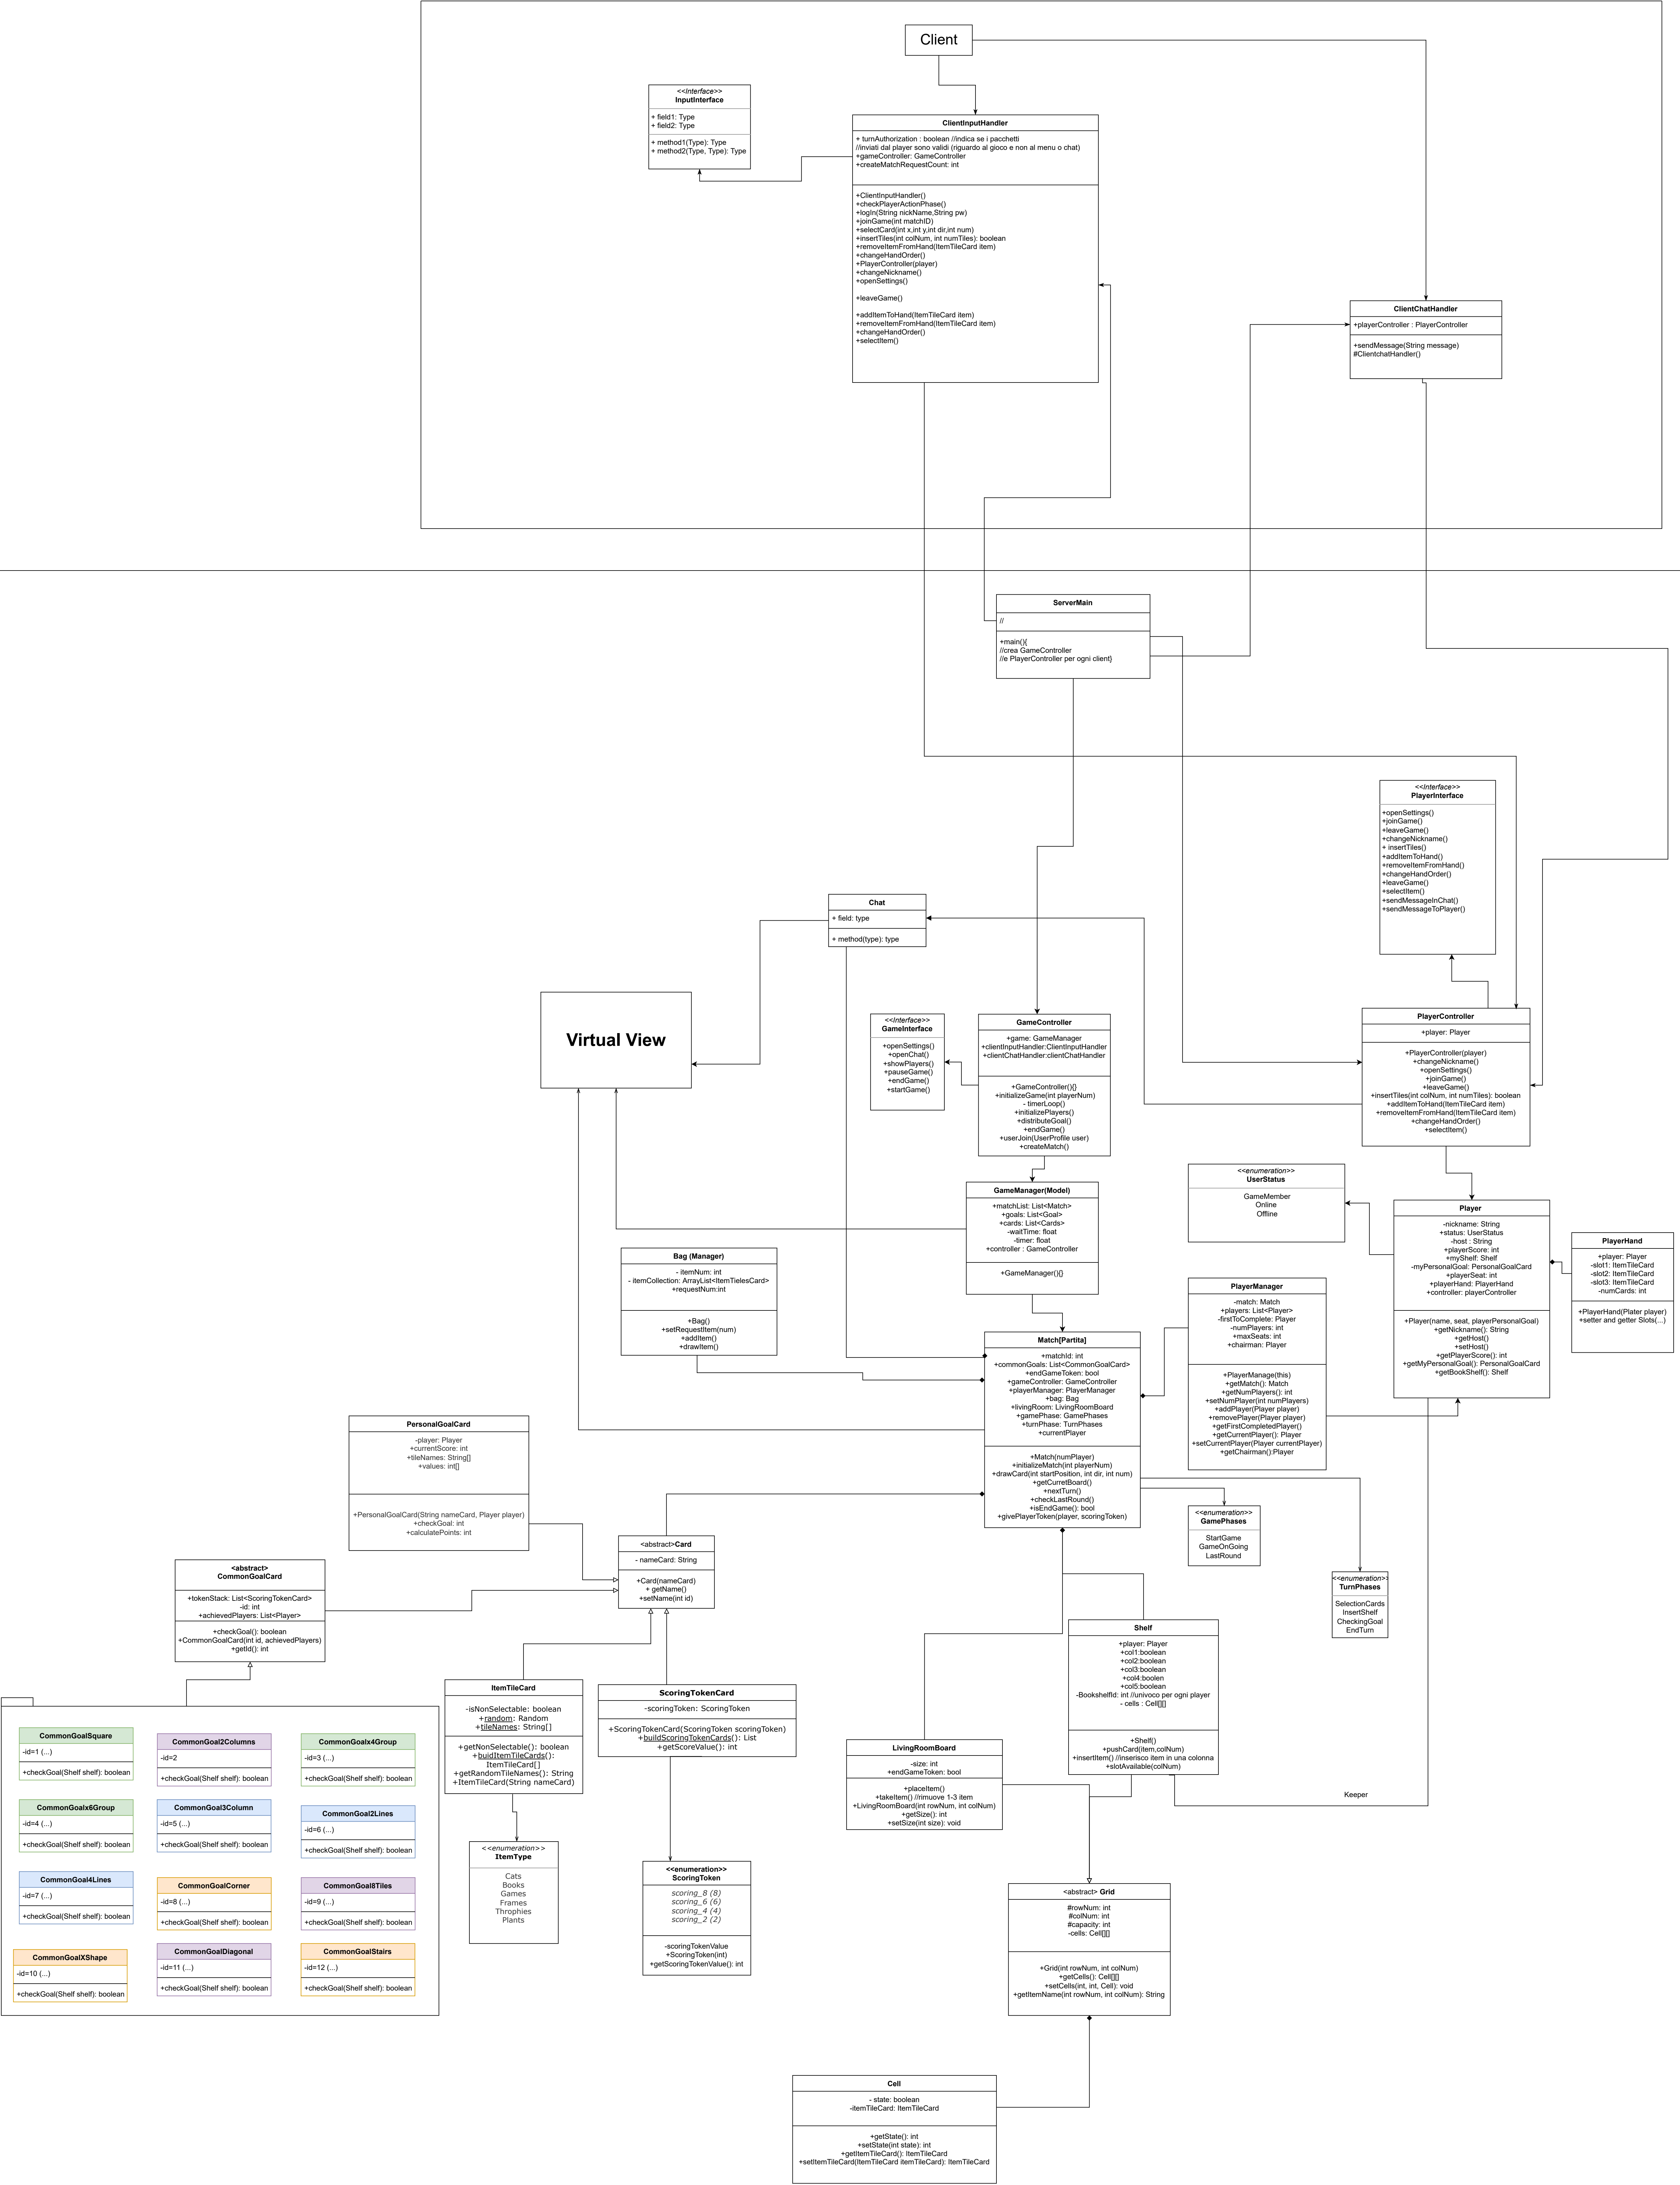 Client
<<Interface>>
InputInterface
+ field1: Type
+ field2: Type
+ method1(Type): Type
+ method2(Type, Type): Type
ClientInputHandler
+ turnAuthorization : boolean //indica se i pacchetti
//inviati dal player sono validi (riguardo al gioco e non al menu o chat)
+gameController: GameController
+createMatchRequestCount: int
+ClientInputHandler()
+checkPlayerActionPhase()
+logIn(String nickName,String pw)
+joinGame(int matchID)
+selectCard(int x,int y,int dir,int num)
+insertTiles(int colNum, int numTiles): boolean
+removeItemFromHand(ItemTileCard item)
+changeHandOrder()
+PlayerController(player)
+changeNickname()
+openSettings()
+leaveGame()
+addItemToHand(ItemTileCard item)
+removeItemFromHand(ItemTileCard item)
+changeHandOrder()
+selectItem()
ClientChatHandler
+playerController : PlayerController
+sendMessage(String message)
#ClientchatHandler()
ServerMain
//
+main(){
//crea GameController
//e PlayerController per ogni client}
<<Interface>>
PlayerInterface
+openSettings()
+joinGame()
+leaveGame()
+changeNickname()
+ insertTiles()
+addItemToHand()
+removeItemFromHand()
+changeHandOrder()
+leaveGame()
+selectItem()
+sendMessageInChat()
+sendMessageToPlayer()
Chat
+ field: type
+ method(type): type
Virtual View
<<Interface>>
GameInterface
+openSettings()
+openChat()
+showPlayers()
+pauseGame()
+endGame()
+startGame()
GameController
+game: GameManager
+clientInputHandler:ClientInputHandler
+clientChatHandler:clientChatHandler
+GameController(){}
+initializeGame(int playerNum)
- timerLoop()
+initializePlayers()
+distributeGoal()
+endGame()
+userJoin(UserProfile user)
+createMatch()
PlayerController
+player: Player
+PlayerController(player)
+changeNickname()
+openSettings()
+joinGame()
+leaveGame()
+insertTiles(int colNum, int numTiles): boolean
+addItemToHand(ItemTileCard item)
+removeItemFromHand(ItemTileCard item)
+changeHandOrder()
+selectItem()
<<enumeration>>
UserStatus
GameMember
Online
Offline
GameManager(Model)
+matchList: List<Match>
+goals: List<Goal>
+cards: List<Cards>
-waitTime: float
-timer: float
+controller : GameController
+GameManager(){}
Player
-nickname: String
+status: UserStatus
-host : String
+playerScore: int
+myShelf: Shelf
-myPersonalGoal: PersonalGoalCard
+playerSeat: int
+playerHand: PlayerHand
+controller: playerController
+Player(name, seat, playerPersonalGoal)
+getNickname(): String
+getHost()
+setHost()
+getPlayerScore(): int
+getMyPersonalGoal(): PersonalGoalCard
+getBookShelf(): Shelf
PlayerHand
+player: Player
-slot1: ItemTileCard
-slot2: ItemTileCard
-slot3: ItemTileCard
-numCards: int
+PlayerHand(Plater player)
+setter and getter Slots(...)
Bag (Manager)
- itemNum: int
- itemCollection: ArrayList<ItemTielesCard>
+requestNum:int
+Bag()
+setRequestItem(num)
+addItem()
+drawItem()
PlayerManager
-match: Match
+players: List<Player>
-firstToComplete: Player
-numPlayers: int
+maxSeats: int
+chairman: Player
+PlayerManage(this)
+getMatch(): Match
+getNumPlayers(): int
+setNumPlayer(int numPlayers)
+addPlayer(Player player)
+removePlayer(Player player)
+getFirstCompletedPlayer()
+getCurrentPlayer(): Player
+setCurrentPlayer(Player currentPlayer)
+getChairman():Player
Match[Partita]
+matchId: int
+commonGoals: List<CommonGoalCard>
+endGameToken: bool
+gameController: GameController
+playerManager: PlayerManager
+bag: Bag
+livingRoom: LivingRoomBoard
+gamePhase: GamePhases
+turnPhase: TurnPhases
+currentPlayer
+Match(numPlayer)
+initializeMatch(int playerNum)
+drawCard(int startPosition, int dir, int num)
+getCurretBoard()
+nextTurn()
+checkLastRound()
+isEndGame(): bool
+givePlayerToken(player, scoringToken)
PersonalGoalCard
-player: Player
+currentScore: int
+tileNames: String[]
+values: int[]
+PersonalGoalCard(String nameCard, Player player)
+checkGoal: int
+calculatePoints: int
<<enumeration>>
GamePhases
StartGame
GameOnGoing
LastRound
<<enumeration>>
TurnPhases
SelectionCards
InsertShelf
CheckingGoal
EndTurn
<abstract>Card
- nameCard: String
+Card(nameCard)
+ getName()
+setName(int id)
<abstract>
CommonGoalCard
+tokenStack: List<ScoringTokenCard>
-id: int
+achievedPlayers: List<Player>
+checkGoal(): boolean
+CommonGoalCard(int id, achievedPlayers)
+getId(): int
Shelf
+player: Player
+col1:boolean
+col2:boolean
+col3:boolean
+col4:boolen
+col5:boolean
-BookshelfId: int //univoco per ogni player
- cells : Cell[][]
+Shelf()
+pushCard(item,colNum)
+insertItem() //inserisco item in una colonna
+slotAvailable(colNum)
ItemTileCard
-isNonSelectable: boolean
+random: Random
+tileNames: String[]
+getNonSelectable(): boolean
+buidItemTileCards():
ItemTileCard[]
+getRandomTileNames(): String
+ItemTileCard(String nameCard)
ScoringTokenCard
-scoringToken: ScoringToken
+ScoringTokenCard(ScoringToken scoringToken)
+buildScoringTokenCards(): List
+getScoreValue(): int
LivingRoomBoard
-size: int
+endGameToken: bool
+placeItem()
+takeItem() //rimuove 1-3 item
+LivingRoomBoard(int rowNum, int colNum)
+getSize(): int
+setSize(int size): void
Keeper
CommonGoalSquare
-id=1 (...)
+checkGoal(Shelf shelf): boolean
CommonGoal2Columns
-id=2
+checkGoal(Shelf shelf): boolean
CommonGoalx4Group
-id=3 (...)
+checkGoal(Shelf shelf): boolean
CommonGoalx6Group
-id=4 (...)
+checkGoal(Shelf shelf): boolean
CommonGoal3Column
-id=5 (...)
+checkGoal(Shelf shelf): boolean
CommonGoal2Lines
-id=6 (...)
+checkGoal(Shelf shelf): boolean
CommonGoal4Lines
-id=7 (...)
+checkGoal(Shelf shelf): boolean
CommonGoalCorner
-id=8 (...)
+checkGoal(Shelf shelf): boolean
CommonGoal8Tiles
-id=9 (...)
+checkGoal(Shelf shelf): boolean
CommonGoalXShape
-id=10 (...)
+checkGoal(Shelf shelf): boolean
CommonGoalDiagonal
-id=11 (...)
+checkGoal(Shelf shelf): boolean
CommonGoalStairs
-id=12 (...)
+checkGoal(Shelf shelf): boolean
<<enumeration>>
ItemType
Cats
Books
Games
Frames
Throphies
Plants
<<enumeration>>
ScoringToken
scoring_8 (8)
scoring_6 (6)
scoring_4 (4)
scoring_2 (2)
-scoringTokenValue
+ScoringToken(int)
+getScoringTokenValue(): int
<abstract> Grid
#rowNum: int
#colNum: int
#capacity: int
-cells: Cell[][]
+Grid(int rowNum, int colNum)
+getCells(): Cell[][]
+setCells(int, int, Cell): void
+getItemName(int rowNum, int colNum): String
Cell
- state: boolean
-itemTileCard: ItemTileCard
+getState(): int
+setState(int state): int
+getItemTileCard(): ItemTileCard
+setItemTileCard(ItemTileCard itemTileCard): ItemTileCard